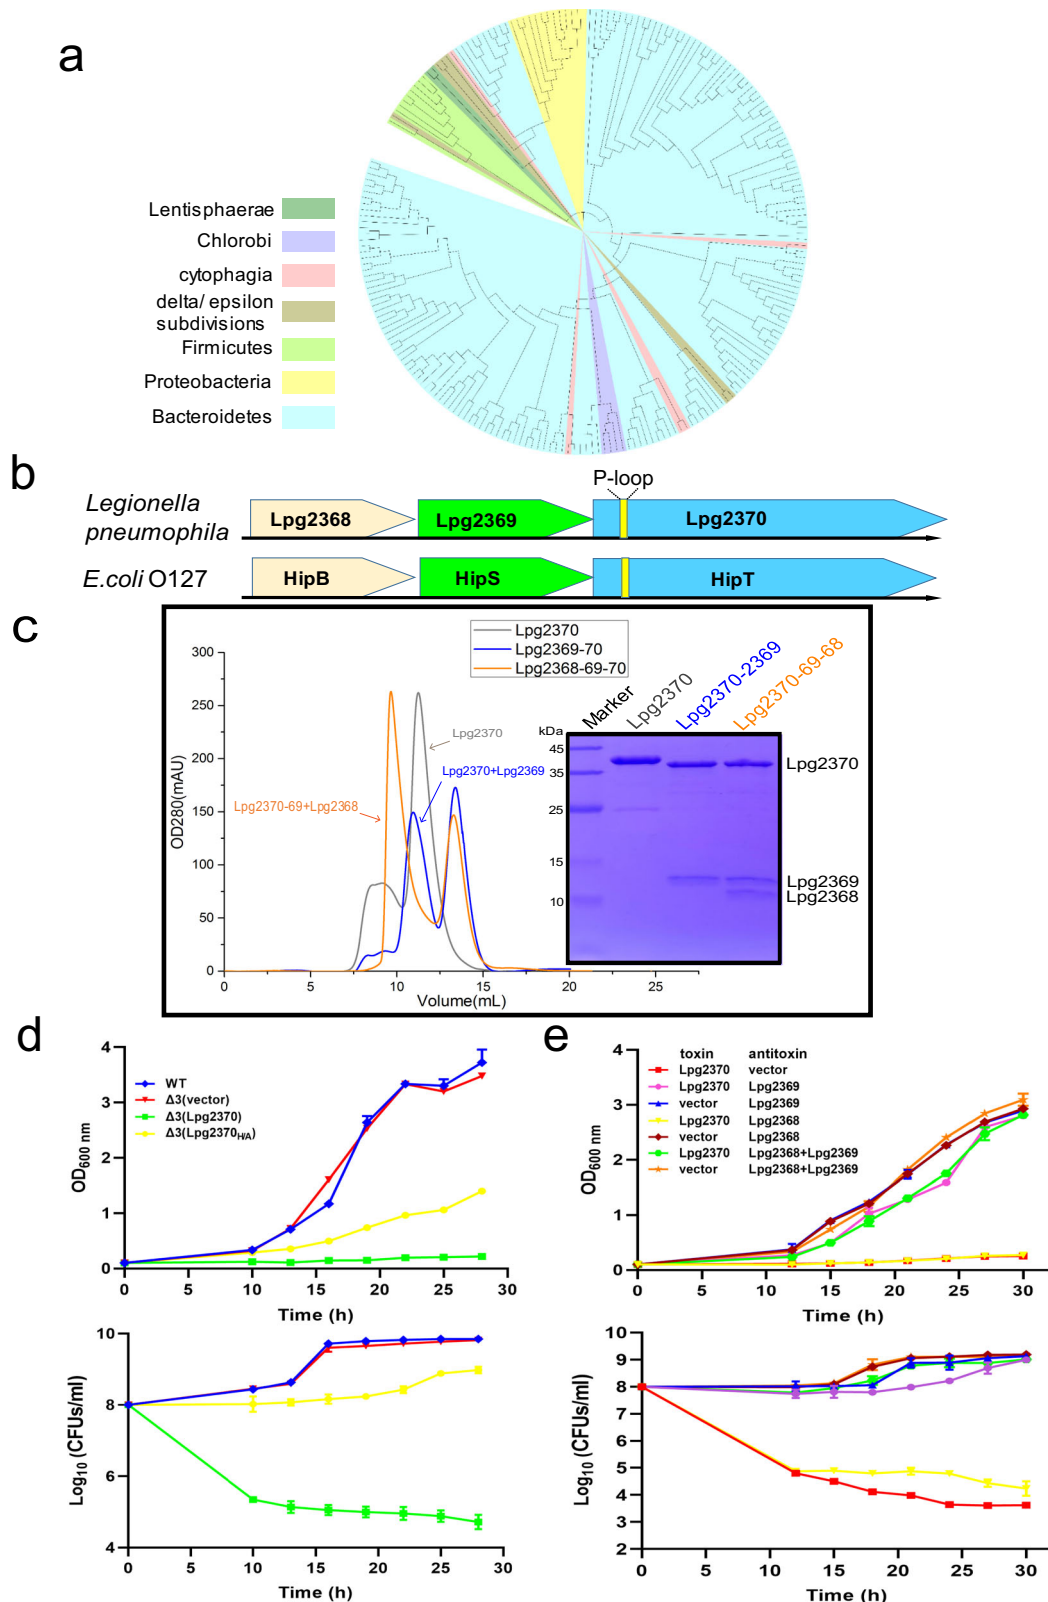 a
Lentisphaerae
Chlorobi
cytophagia
delta/ epsilon
subdivisions
Firmicutes
Proteobacteria
Bacteroidetes
b
P-loop
Legionella
pneumophila
Lpg2368
Lpg2369
Lpg2370
E.coli O127
HipB
HipS
HipT
c
Lpg2370
Lpg2369-70
Lpg2368-69-70
300
250
200
150
100
50
0
OD280(mAU)
0
5
10
15
20
25
Volume(mL)
Lpg2370
Lpg2370+Lpg2369
Lpg2370-69+Lpg2368
Marker
Lpg2370
Lpg2370-2369
Lpg2370-69-68
kDa
45
35
25
15
10
Lpg2370
Lpg2369
Lpg2368
d
WT
Δ3(vector)
Δ3(Lpg2370)
Δ3(Lpg2370H/A)
4
3
2
1
0
OD600 nm
0 5 10 15 20 25 30
Time (h)
10
8
6
4
Log10 (CFUs/ml)
0 5 10 15 20 25 30
Time (h)
e
toxin antitoxin
Lpg2370 vector
Lpg2370 Lpg2369
vector Lpg2369
Lpg2370 Lpg2368
vector Lpg2368
Lpg2370 Lpg2368+Lpg2369
vector Lpg2368+Lpg2369
4
3
2
1
0
OD600 nm
0 5 10 15 20 25 30
Time (h)
10
9
8
7
6
5
4
3
2
Log10 (CFUs/ml)
0 5 10 15 20 25 30
Time (h)